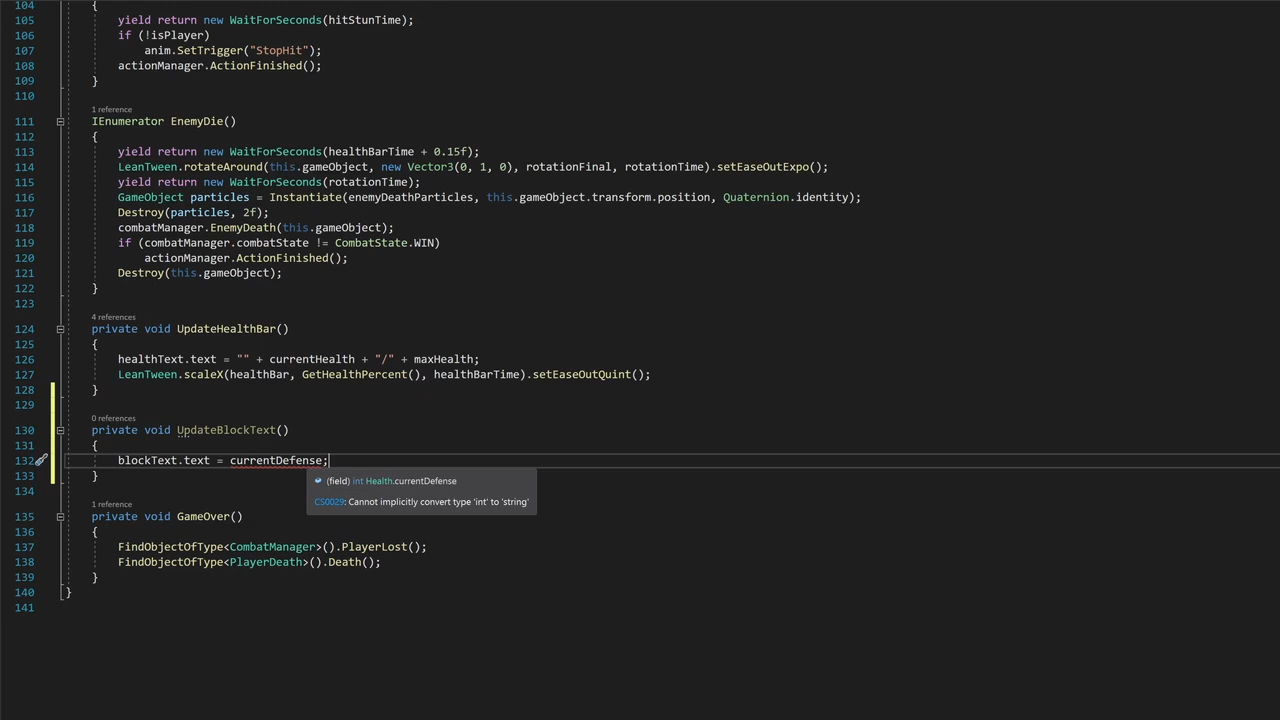 104 {
105 yield return new WaitForSeconds(hitStunTime);
106 if (!isPlayer)
107 anim.SetTrigger("StopHit");
108 actionManager.ActionFinished();
109 }
110
1 reference
111 IEnumerator EnemyDie()
112 {
113 yield return new WaitForSeconds(healthBarTime + 0.15f);
114 LeanTween.rotateAround(this.gameObject, new Vector3(0, 1, 0), rotationFinal, rotationTime).setEaseOutExpo();
115 yield return new WaitForSeconds(rotationTime);
116 GameObject particles = Instantiate(enemyDeathParticles, this.gameObject.transform.position, Quaternion.identity);
117 Destroy(particles, 2f);
118 combatManager.EnemyDeath(this.gameObject);
119 if (combatManager.combatState != CombatState.WIN)
120 actionManager.ActionFinished();
121 Destroy(this.gameObject);
122 }
123
4 references
124 private void UpdateHealthBar()
125 {
126 healthText.text = "" + currentHealth + "/" + maxHealth;
127 LeanTween.scaleX(healthBar, GetHealthPercent(), healthBarTime).setEaseOutQuint();
128 }
129
0 references
130 private void UpdateBlockText()
131 {
132 blockText.text = currentDefense;
133 }
(field) int Health.currentDefense
CS0029: Cannot implicitly convert type 'int' to 'string'
134
1 reference
135 private void GameOver()
136 {
137 FindObjectOfType<CombatManager>().PlayerLost();
138 FindObjectOfType<PlayerDeath>().Death();
139 }
140 }
141